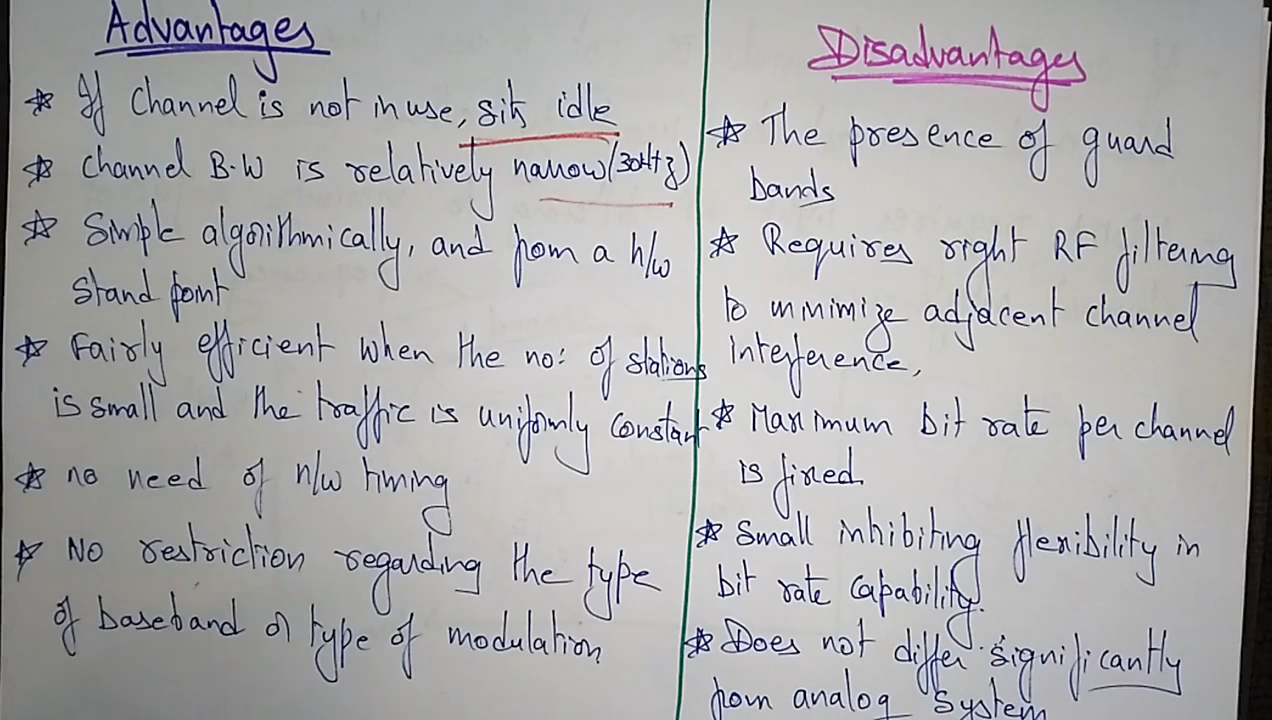 Advantages
* If Channel is not in use, sits idle
* Channel B.W is relatively narrow (30Hz)
* Simple algorithmically, and from a h/w
stand point
* Fairly efficient when the no: of stations
is small and the traffic is uniformly constant
* no need of n/w timing
* No restriction regarding the type
of baseband or type of modulation
Disadvantages
* The presence of guard
bands
* Requires right RF filtering
to minimize adjacent channel
interference,
* Maximum bit rate per channel
is fixed.
* Small inhibiting flexibility in
bit rate capability.
* Does not differ significantly
from analog system